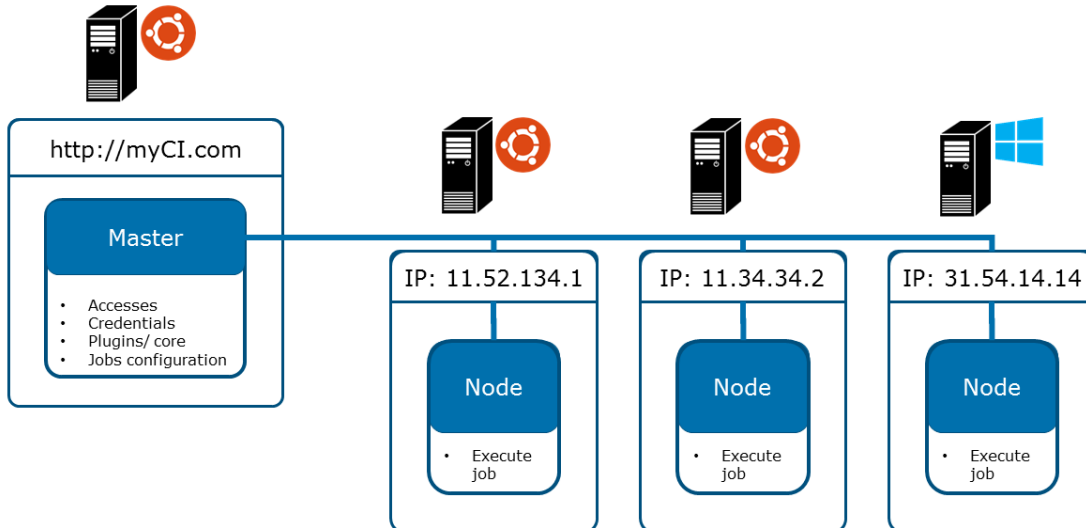 http://myCI.com
Master
• Accesses
• Credentials
• Plugins/ core
• Jobs configuration
IP: 11.52.134.1
Node
• Execute
job
IP: 11.34.34.2
Node
• Execute
job
IP: 31.54.14.14
Node
• Execute
job